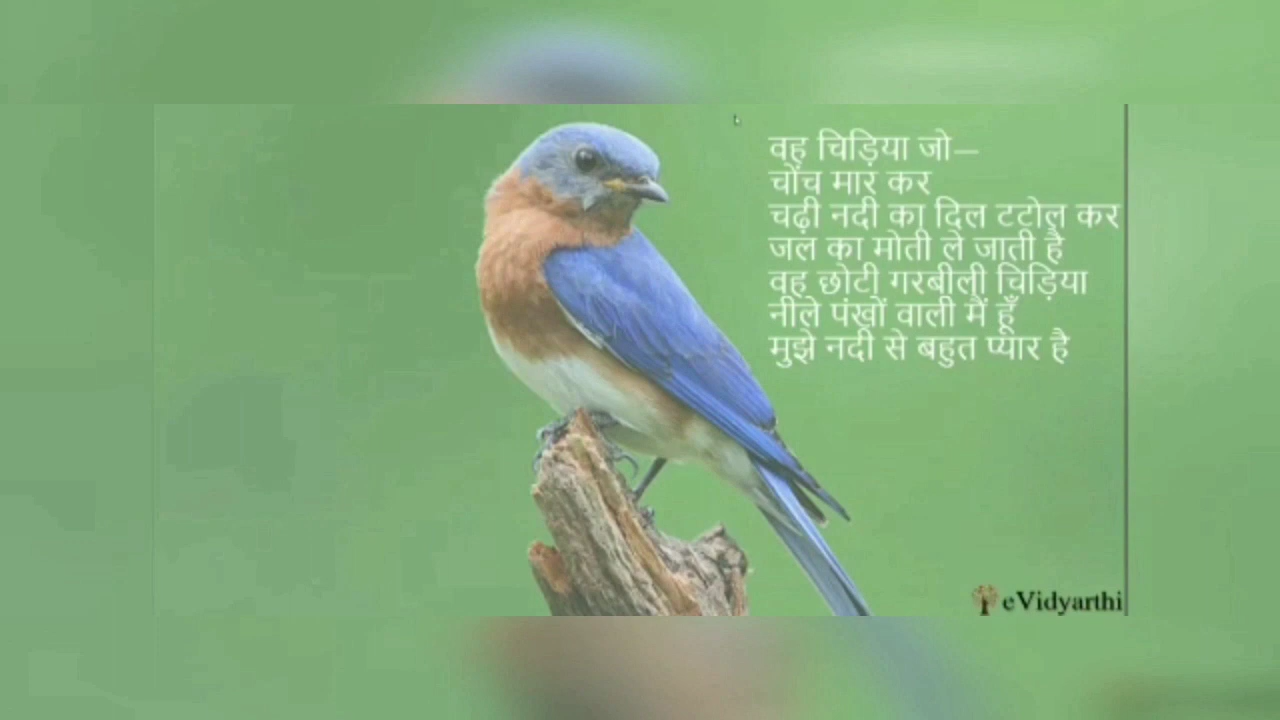 वह चिड़िया जो–
चोंच मार कर
चढ़ी नदी का दिल टटोल कर
जल का मोती ले जाती है
वह छोटी गरबीली चिड़िया
नीले पंखों वाली मैं हूँ
मुझे नदी से बहुत प्यार है
eVidyarthi